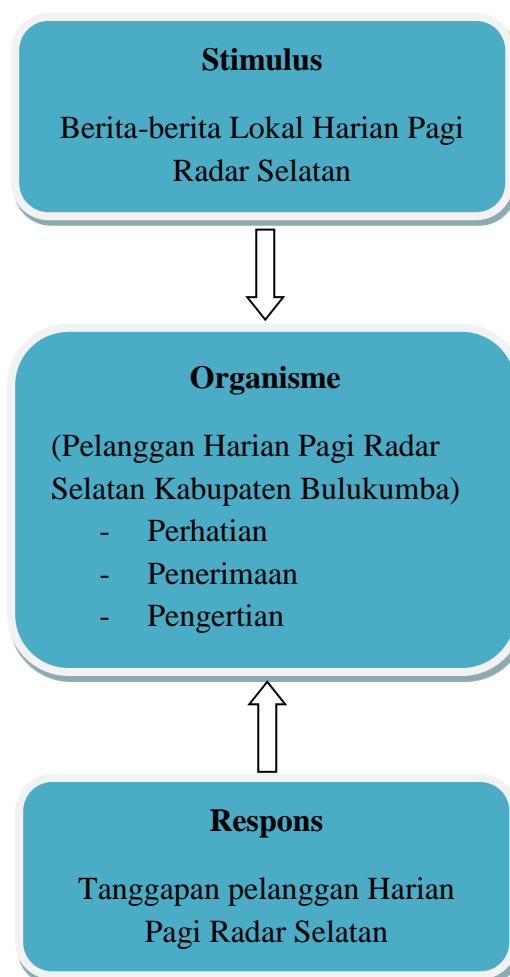 Stimulus
Berita-berita Lokal Harian Pagi
Radar Selatan
Organisme
(Pelanggan Harian Pagi Radar
Selatan Kabupaten Bulukumba)
- Perhatian
- Penerimaan
- Pengertian
Respons
Tanggapan pelanggan Harian
Pagi Radar Selatan